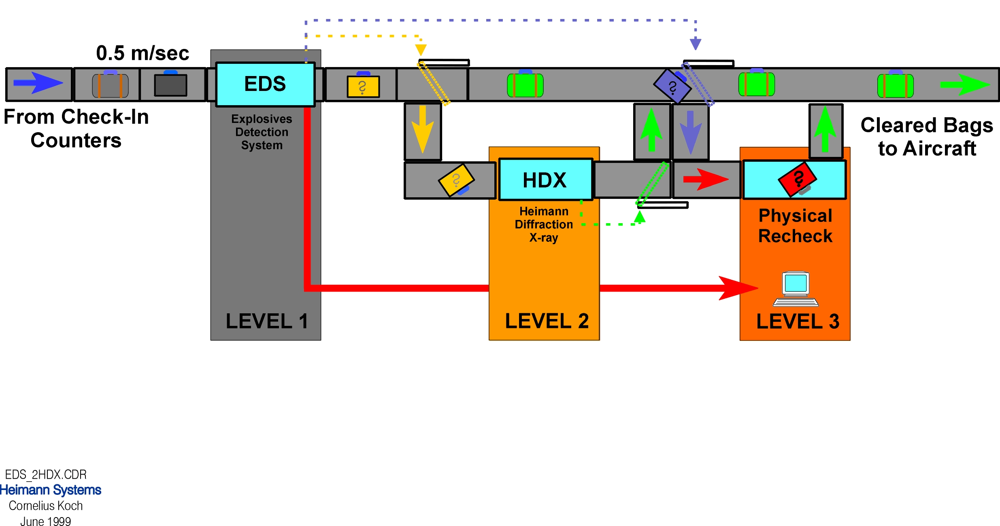 0.5 m/sec
EDS
?
?
From Check-In
Counters
Explosives
Detection
System
Cleared Bags
to Aircraft
?
HDX
?
Heimann
Diffraction
X-ray
Physical
Recheck
LEVEL 1
LEVEL 2
LEVEL 3
EDS_2HDX.CDR
Heimann Systems
Cornelius Koch
June 1999